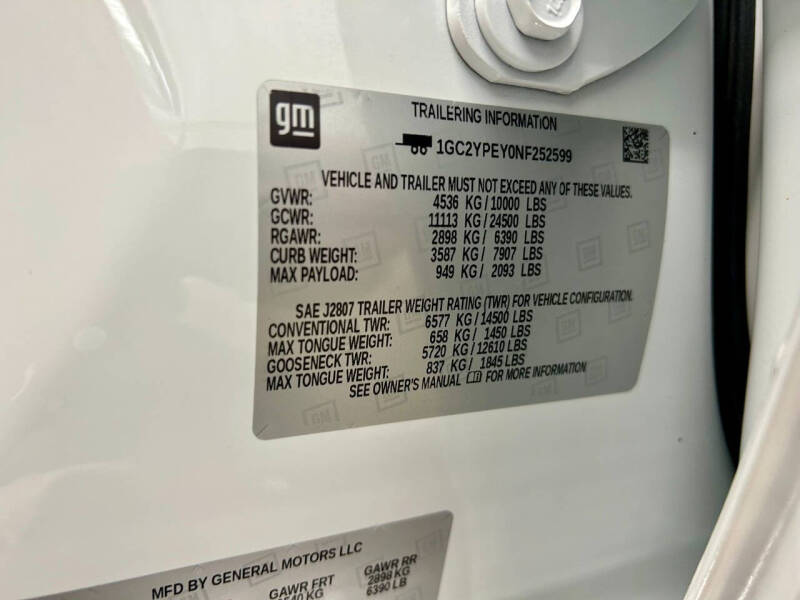 gm
TRAILERING INFORMATION
1GC2YPEY0NF252599
VEHICLE AND TRAILER MUST NOT EXCEED ANY OF THESE VALUES.
GVWR: 4536 KG/10000 LBS
GCWR: 11113 KG/24500 LBS
RGAWR: 2898 KG/ 6390 LBS
CURB WEIGHT: 3587 KG/ 7907 LBS
MAX PAYLOAD: 949 KG/ 2093 LBS
SAE J2807 TRAILER WEIGHT RATING (TWR) FOR VEHICLE CONFIGURATION.
CONVENTIONAL TWR: 6577 KG/14500 LBS
MAX TONGUE WEIGHT: 658 KG/ 1450 LBS
GOOSENECK TWR: 5720 KG/12610 LBS
MAX TONGUE WEIGHT: 837 KG/ 1845 LBS
SEE OWNER'S MANUAL FOR MORE INFORMATION
MFD BY GENERAL MOTORS LLC
GAWR FRT GAWR RR
KG 2898 KG
6390 LB